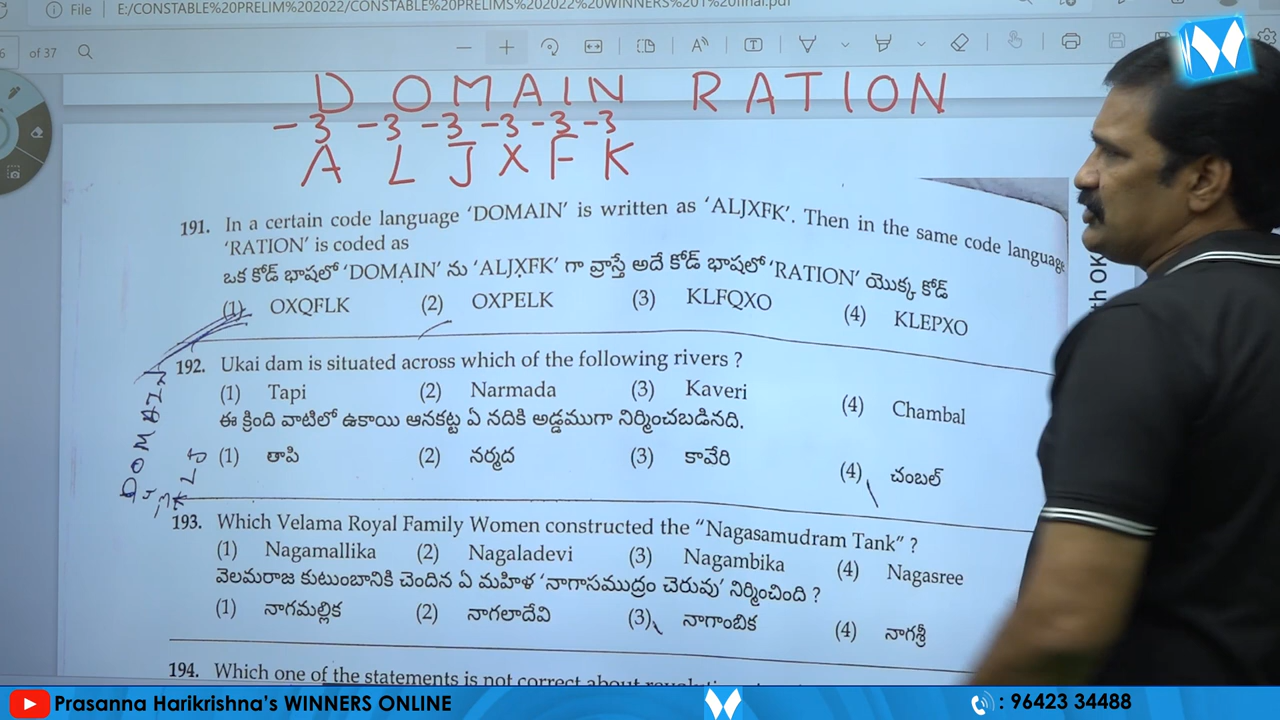 File E:/CONSTABLE%20PRELIM%202022/CONSTABLE%20PRELIMS%202022%20WINNERS%201%20final.pdf
of 37
D O M A I N R A T I O N
-3 -3 -3 -3 -3 -3
A L J X F K
191. In a certain code language ‘DOMAIN’ is written as ‘ALJXFK’. Then in the same code language
‘RATION’ is coded as
ఒక కోడ్ భాషలో ‘DOMAIN’ ను ‘ALJXFK’ గా వ్రాస్తే అదే కోడ్ భాషలో ‘RATION’ యొక్క కోడ్
(1) OXQFLK (2) OXPELK (3) KLFQXO (4) KLEPXO
192. Ukai dam is situated across which of the following rivers ?
(1) Tapi (2) Narmada (3) Kaveri (4) Chambal
ఈ క్రింది వాటిలో ఉకాయి ఆనకట్ట ఏ నదికి అడ్డముగా నిర్మించబడినది.
(1) తాపి (2) నర్మద (3) కావేరి (4) చంబల్
DOMAIN
-3
ALJ
193. Which Velama Royal Family Women constructed the “Nagasamudram Tank” ?
(1) Nagamallika (2) Nagaladevi (3) Nagambika (4) Nagasree
వెలమరాజ కుటుంబానికి చెందిన ఏ మహిళ ‘నాగాసముద్రం చెరువు’ నిర్మించింది ?
(1) నాగమల్లిక (2) నాగలాదేవి (3) నాగాంబిక (4) నాగశ్రీ
194. Which one of the statements is not correct about
Prasanna Harikrishna's WINNERS ONLINE
: 96423 34488